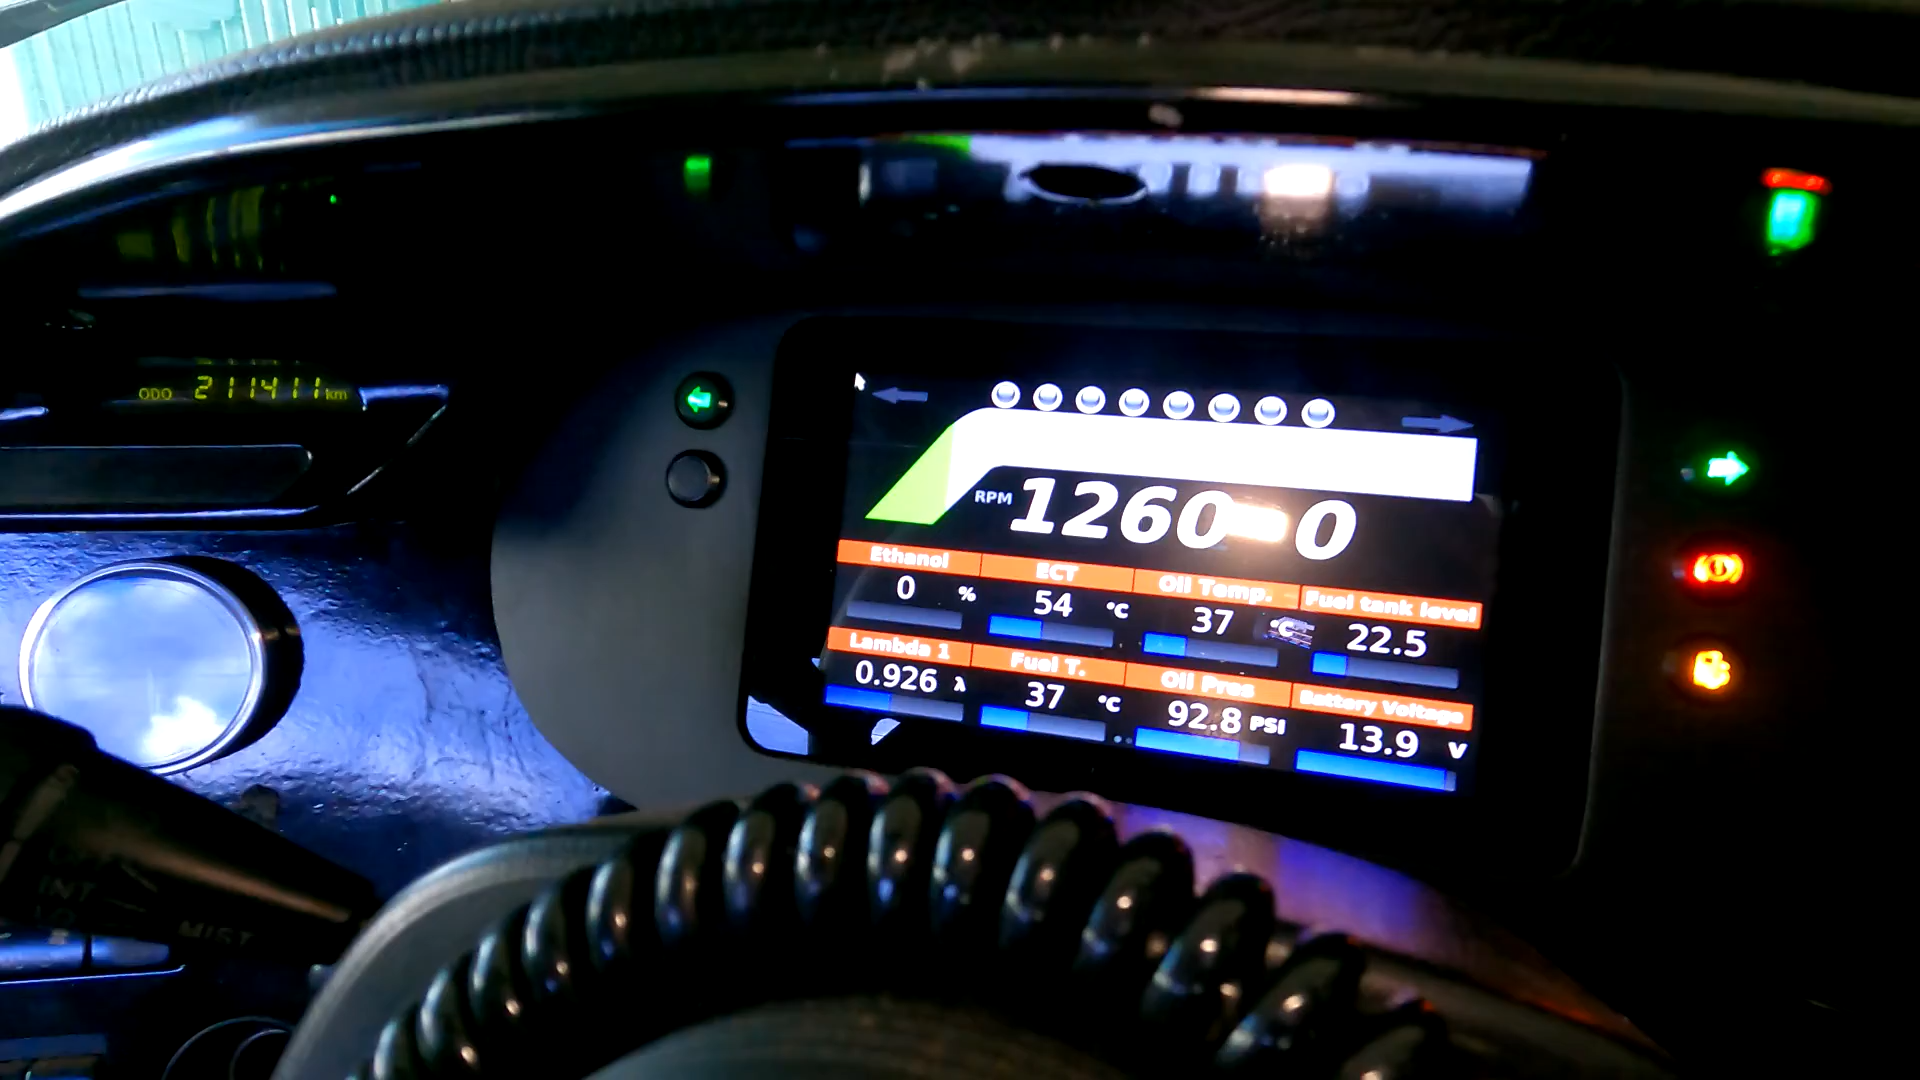 ODO 211411 km
RPM 1260 0
Ethanol ECT Oil Temp. Fuel tank level
0 % 54 °C 37 °C 22.5
Lambda 1 Fuel T. Oil Pres Battery Voltage
0.926 λ 37 °C 92.8 PSI 13.9 V
INT
MIST